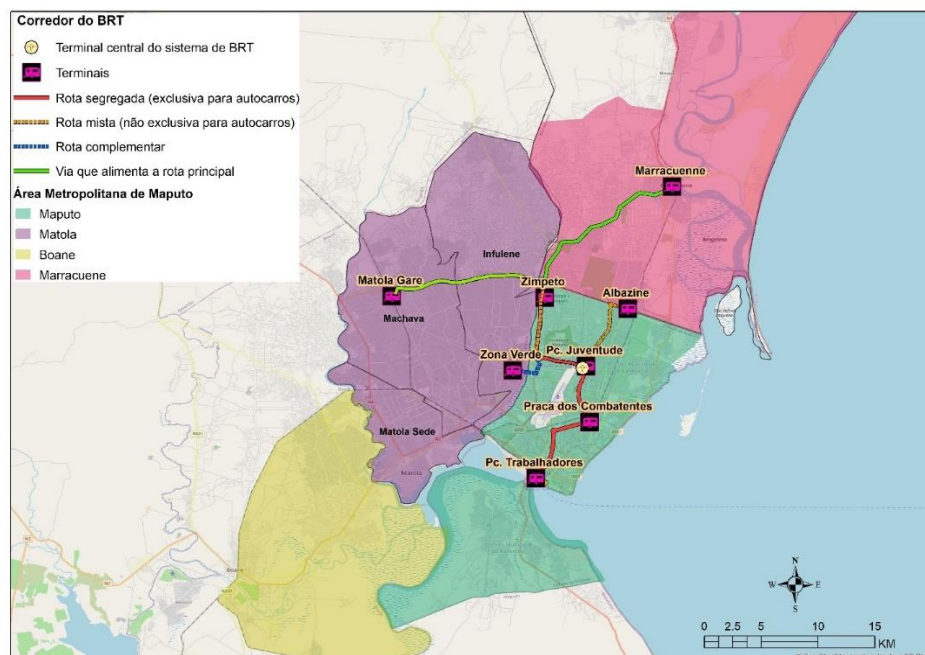 Corredor do BRT
Terminal central do sistema de BRT
Terminais
Rota segregada (exclusiva para autocarros)
Rota mista (não exclusiva para autocarros)
Rota complementar
Via que alimenta a rota principal
Área Metropolitana de Maputo
Maputo
Matola
Boane
Marracuene
Marracuenne
Infulene
Matola Gare
Zimpeto
Albazine
Machava
Zona Verde
Pc. Juventude
Praca dos Combatentes
Matola Sede
Matola
Pc. Trabalhadores
Boane
N
W E
S
0 2.5 5 10 15
KM